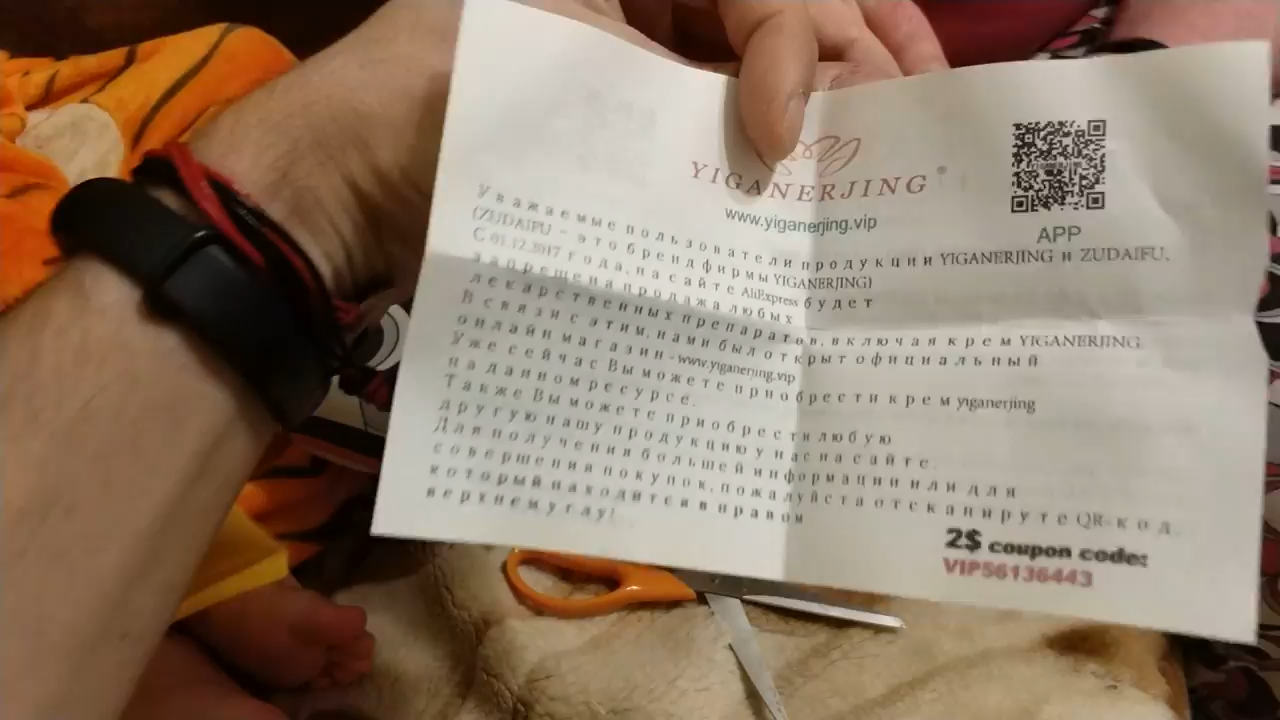 YIGANERJING®
www.yiganerjing.vip
APP
Уважаемые пользователи продукции YIGANERJING и ZUDAIFU,
(ZUDAIFU - это бренд фирмы YIGANERJING)
С 01.12.2017 года, на сайте AliExpress будет
запрещена продажа любых
лекарственных препаратов, включая крем YIGANERJING.
В связи с этим, нами был открыт официальный
онлайн магазин - www.yiganerjing.vip
Уже сейчас Вы можете приобрести крем yiganerjing
на данном ресурсе.
Также Вы можете приобрести любую
другую нашу продукцию у нас на сайте.
Для получения большей информации или для
совершения покупок, пожалуйста отсканируте QR-код,
который находится в правом
верхнем углу!
2$ coupon code:
VIP56136443